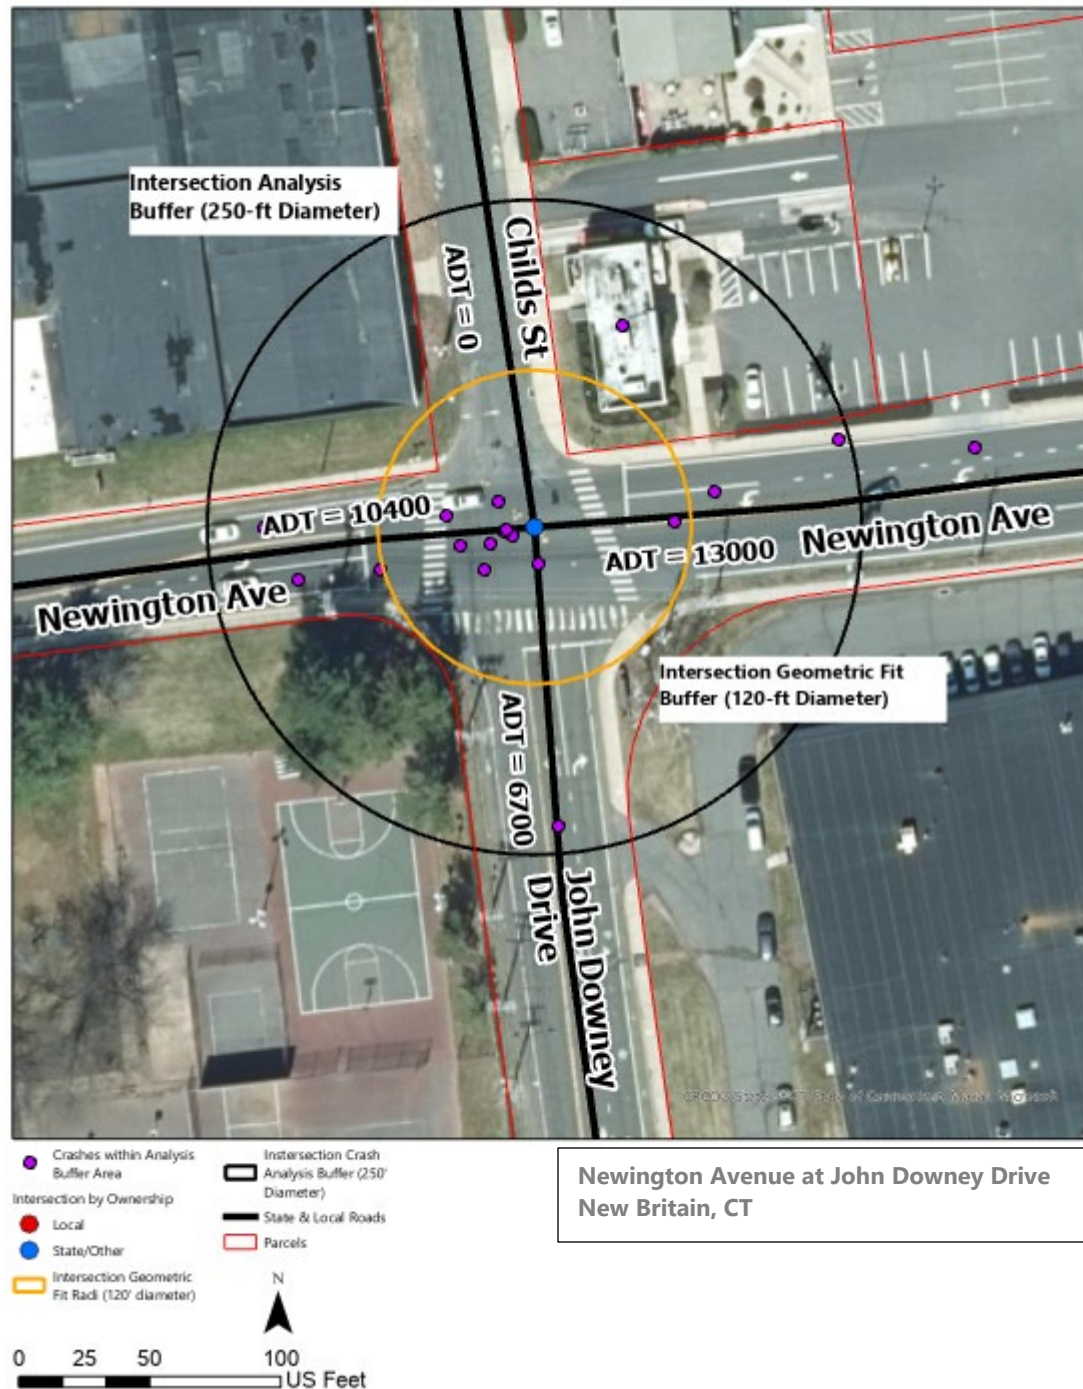 Intersection Analysis
Buffer (250-ft Diameter)
Childs St
ADT = 0
ADT = 10400
Newington Ave
ADT = 13000
Newington Ave
Intersection Geometric Fit
Buffer (120-ft Diameter)
ADT = 6700
John Downey
Drive
Crashes within Analysis
Buffer Area
Intersection by Ownership
Local
State/Other
Intersection Geometric
Fit Radi (120' diameter)
Instersection Crash
Analysis Buffer (250'
Diameter)
State & Local Roads
Parcels
N
0 25 50 100
US Feet
Newington Avenue at John Downey Drive
New Britain, CT